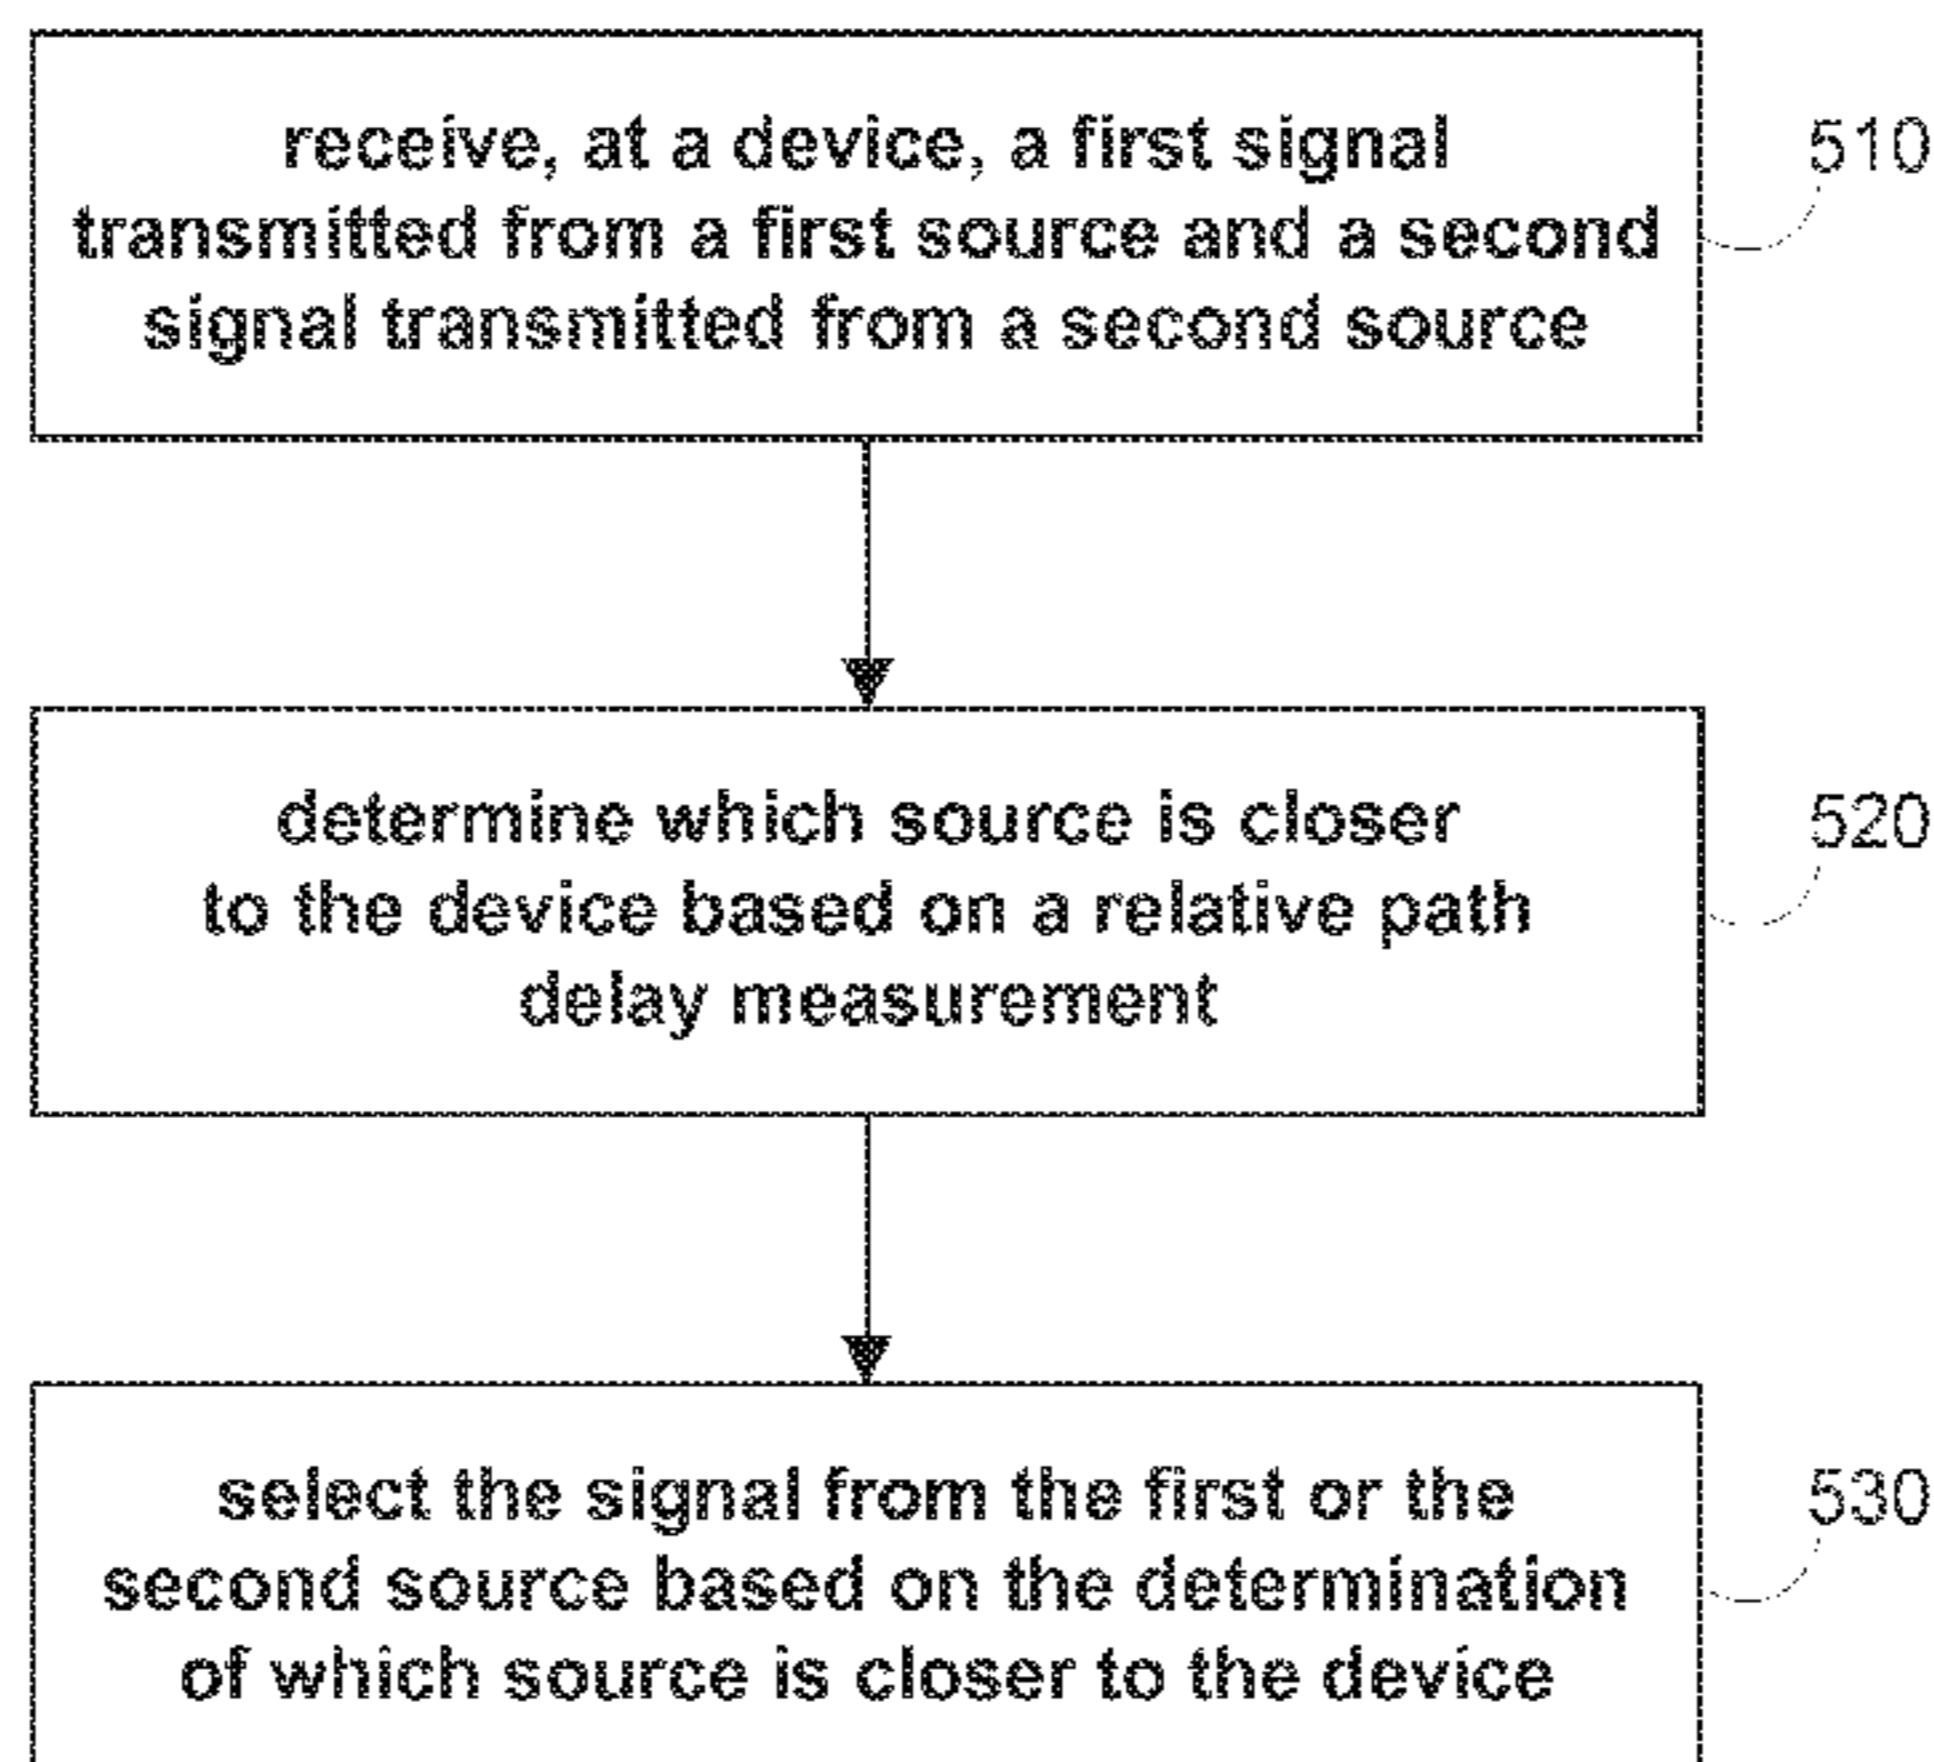 receive, at a device, a first signal
transmitted from a first source and a second
signal transmitted from a second source
510
determine which source is closer
to the device based on a relative path
delay measurement
520
select the signal from the first or the
second source based on the determination
of which source is closer to the device
530